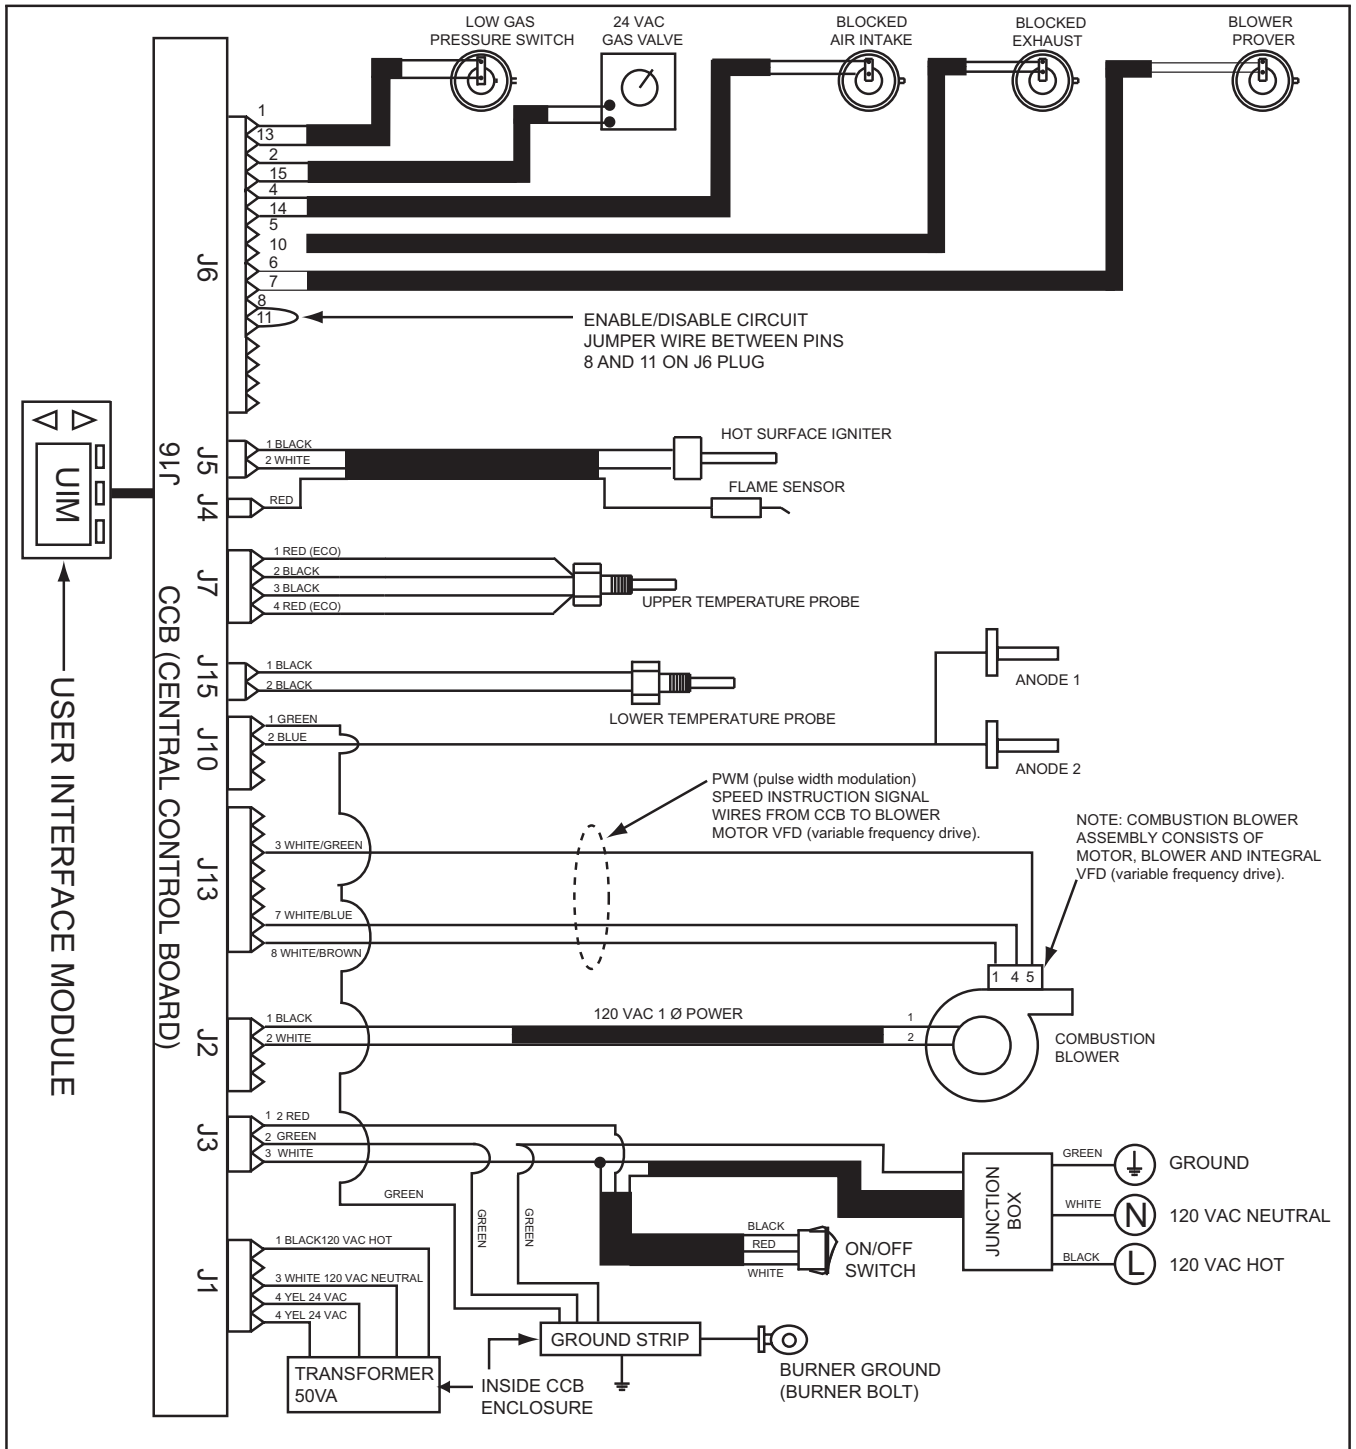 LOW GAS
PRESSURE SWITCH
24 VAC
GAS VALVE
BLOCKED
AIR INTAKE
BLOCKED
EXHAUST
BLOWER
PROVER
1
13
2
15
4
14
5
10
6
7
8
11
J6
ENABLE/DISABLE CIRCUIT
JUMPER WIRE BETWEEN PINS
8 AND 11 ON J6 PLUG
UIM
USER INTERFACE MODULE
J16
CCB (CENTRAL CONTROL BOARD)
J5
1 BLACK
2 WHITE
HOT SURFACE IGNITER
J4
RED
FLAME SENSOR
J7
1 RED (ECO)
2 BLACK
3 BLACK
4 RED (ECO)
UPPER TEMPERATURE PROBE
J15
1 BLACK
2 BLACK
LOWER TEMPERATURE PROBE
ANODE 1
J10
1 GREEN
2 BLUE
ANODE 2
PWM (pulse width modulation)
SPEED INSTRUCTION SIGNAL
WIRES FROM CCB TO BLOWER
MOTOR VFD (variable frequency drive).
NOTE: COMBUSTION BLOWER
ASSEMBLY CONSISTS OF
MOTOR, BLOWER AND INTEGRAL
VFD (variable frequency drive).
J13
3 WHITE/GREEN
7 WHITE/BLUE
8 WHITE/BROWN
1 4 5
J2
1 BLACK
2 WHITE
120 VAC 1 Ø POWER
1
2
COMBUSTION
BLOWER
J3
1 2 RED
2 GREEN
3 WHITE
GREEN
GREEN
GREEN
BLACK
RED
WHITE
ON/OFF
SWITCH
JUNCTION
BOX
GREEN
GROUND
WHITE
N
120 VAC NEUTRAL
BLACK
L
120 VAC HOT
J1
1 BLACK120 VAC HOT
3 WHITE 120 VAC NEUTRAL
4 YEL 24 VAC
4 YEL 24 VAC
TRANSFORMER
50VA
INSIDE CCB
ENCLOSURE
GROUND STRIP
BURNER GROUND
(BURNER BOLT)